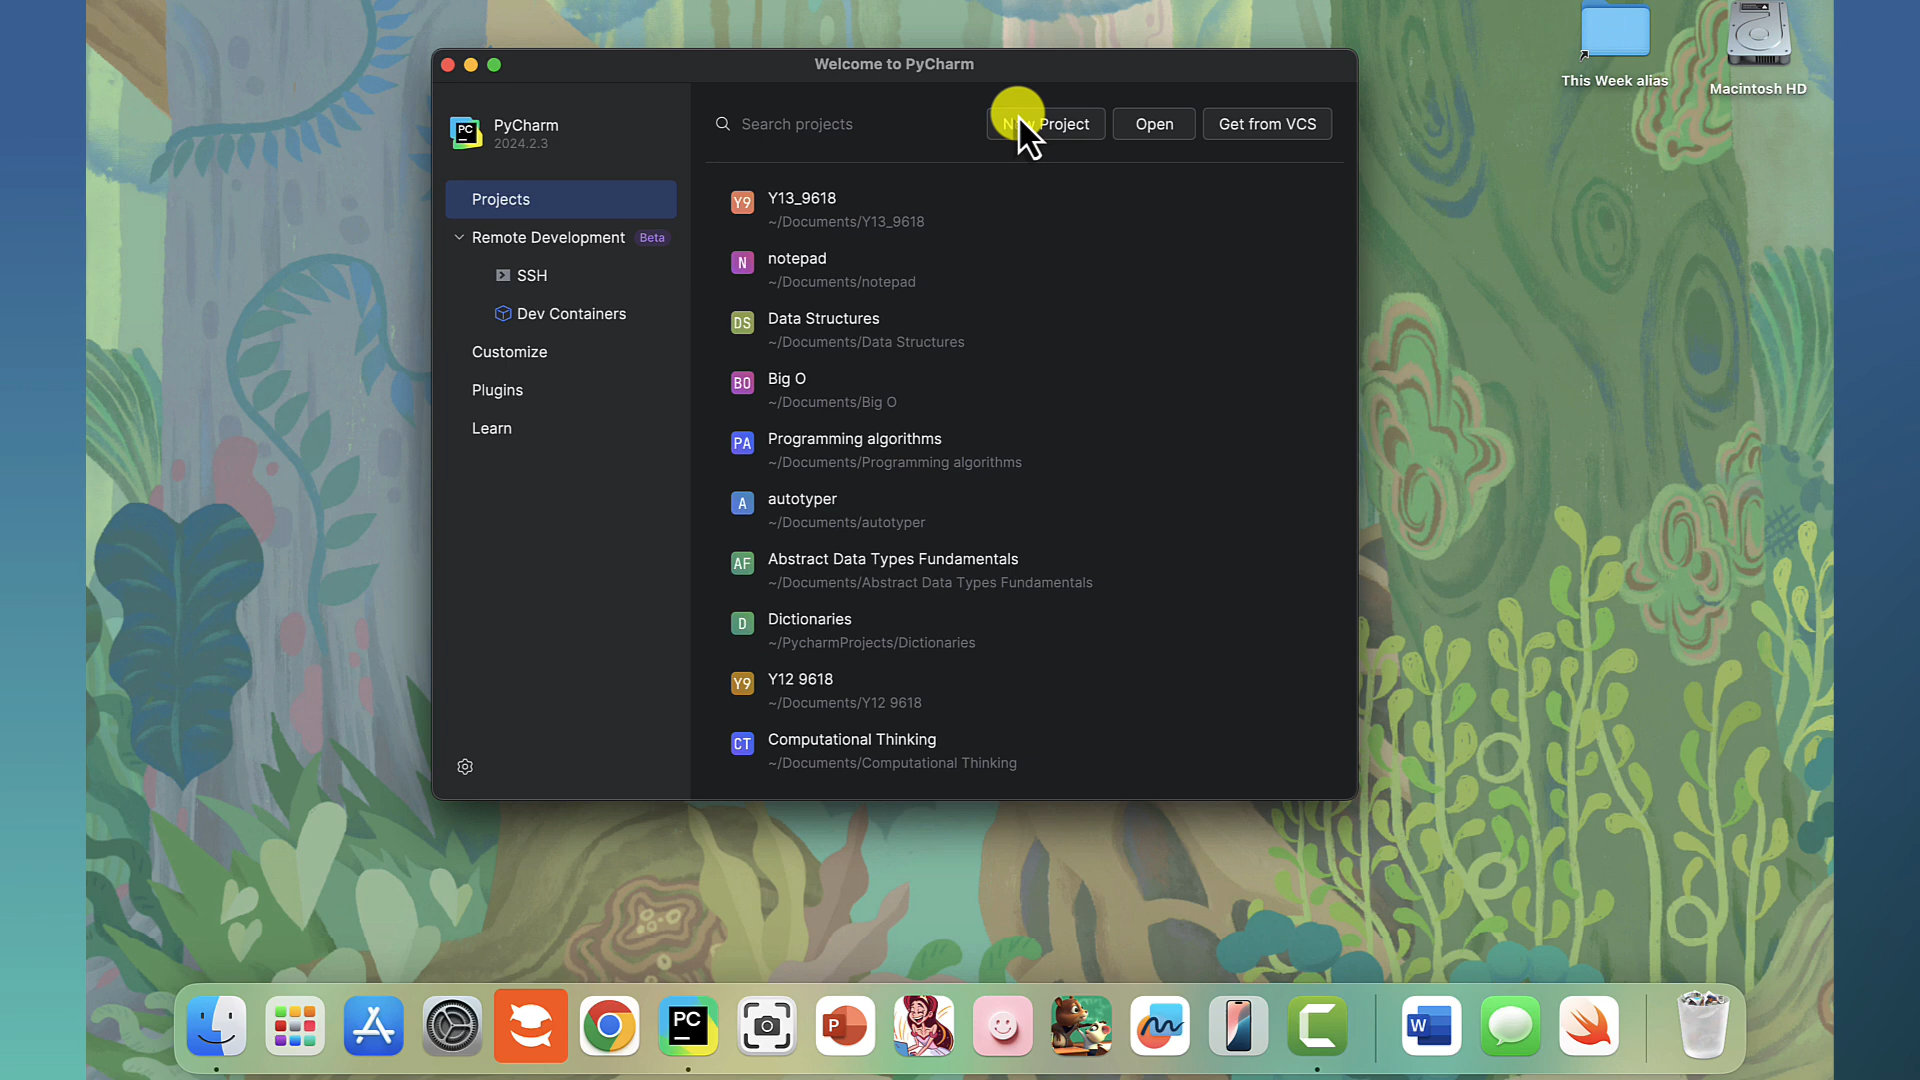 Welcome to PyCharm
This Week alias
Macintosh HD
PC
PyCharm
2024.2.3
Search projects
New Project
Open
Get from VCS
Projects
Remote Development Beta
SSH
Dev Containers
Customize
Plugins
Learn
Y9 Y13_9618
~/Documents/Y13_9618
N notepad
~/Documents/notepad
DS Data Structures
~/Documents/Data Structures
BO Big O
~/Documents/Big O
PA Programming algorithms
~/Documents/Programming algorithms
A autotyper
~/Documents/autotyper
AF Abstract Data Types Fundamentals
~/Documents/Abstract Data Types Fundamentals
D Dictionaries
~/PycharmProjects/Dictionaries
Y9 Y12 9618
~/Documents/Y12 9618
CT Computational Thinking
~/Documents/Computational Thinking
PC
P
W